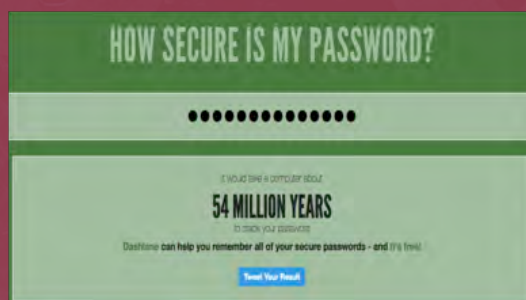 HOW SECURE IS MY PASSWORD?
••••••••••••••
It would take a computer about
54 MILLION YEARS
to crack your password
Dashlane can help you remember all of your secure passwords - and it's free!
Tweet Your Result